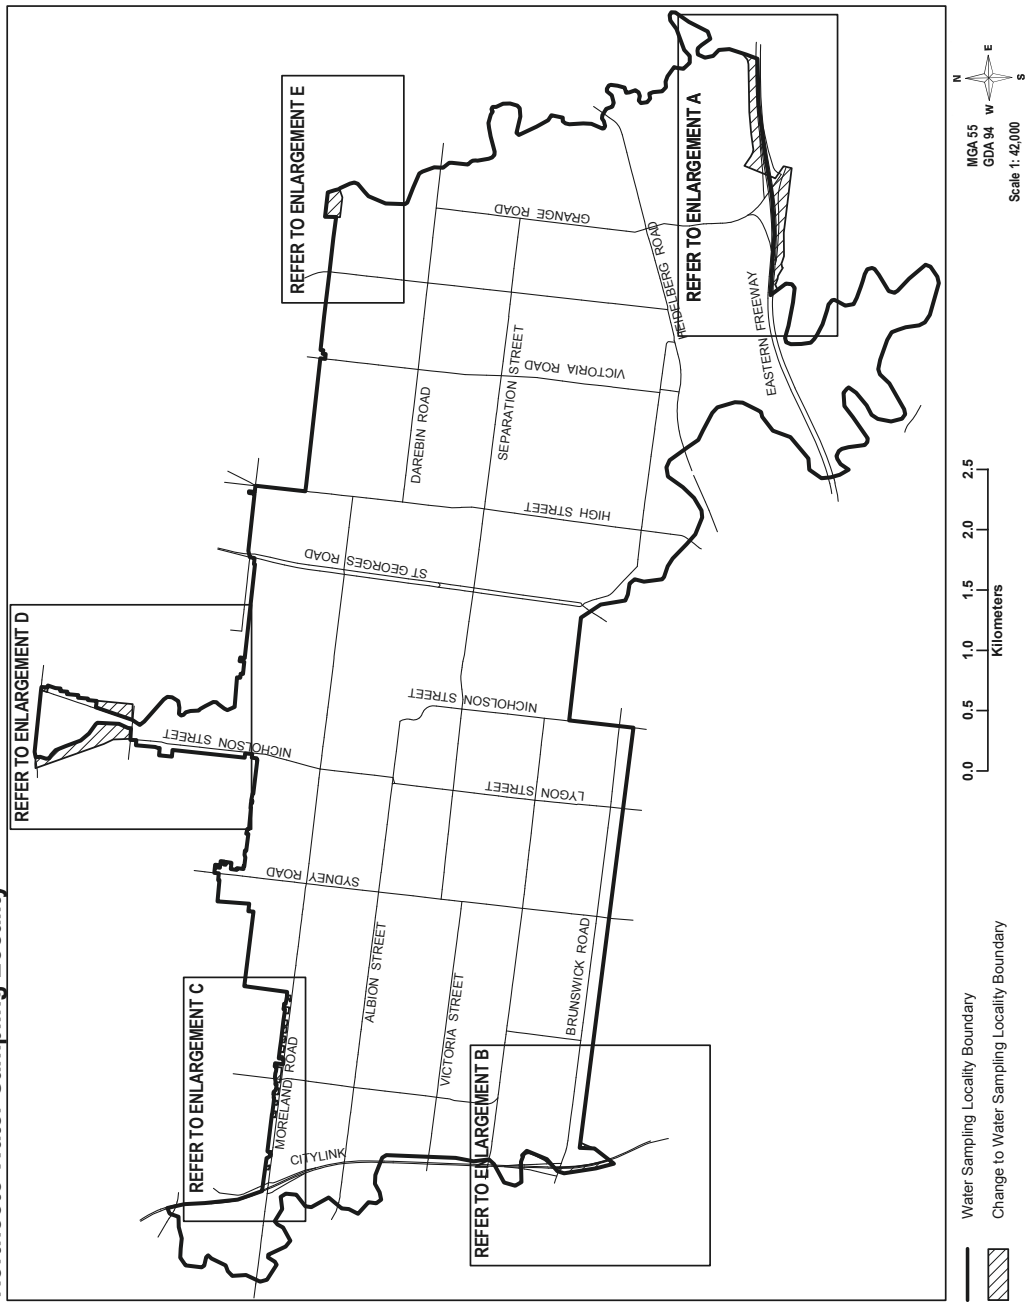 Water Sampling Locality
REFER TO ENLARGEMENT D
REFER TO ENLARGEMENT E
REFER TO ENLARGEMENT C
REFER TO ENLARGEMENT A
REFER TO ENLARGEMENT B
NICHOLSON STREET
SYDNEY ROAD
ST GEORGES ROAD
GRANGE ROAD
MORELAND ROAD
CITYLINK
ALBION STREET
VICTORIA STREET
BRUNSWICK ROAD
LYGON STREET
NICHOLSON STREET
HIGH STREET
DAREBIN ROAD
SEPARATION STREET
VICTORIA ROAD
HEIDELBERG ROAD
EASTERN FREEWAY
Water Sampling Locality Boundary
Change to Water Sampling Locality Boundary
0.0 0.5 1.0 1.5 2.0 2.5
Kilometers
N
W E
S
MGA 55
GDA 94
Scale 1: 42,000